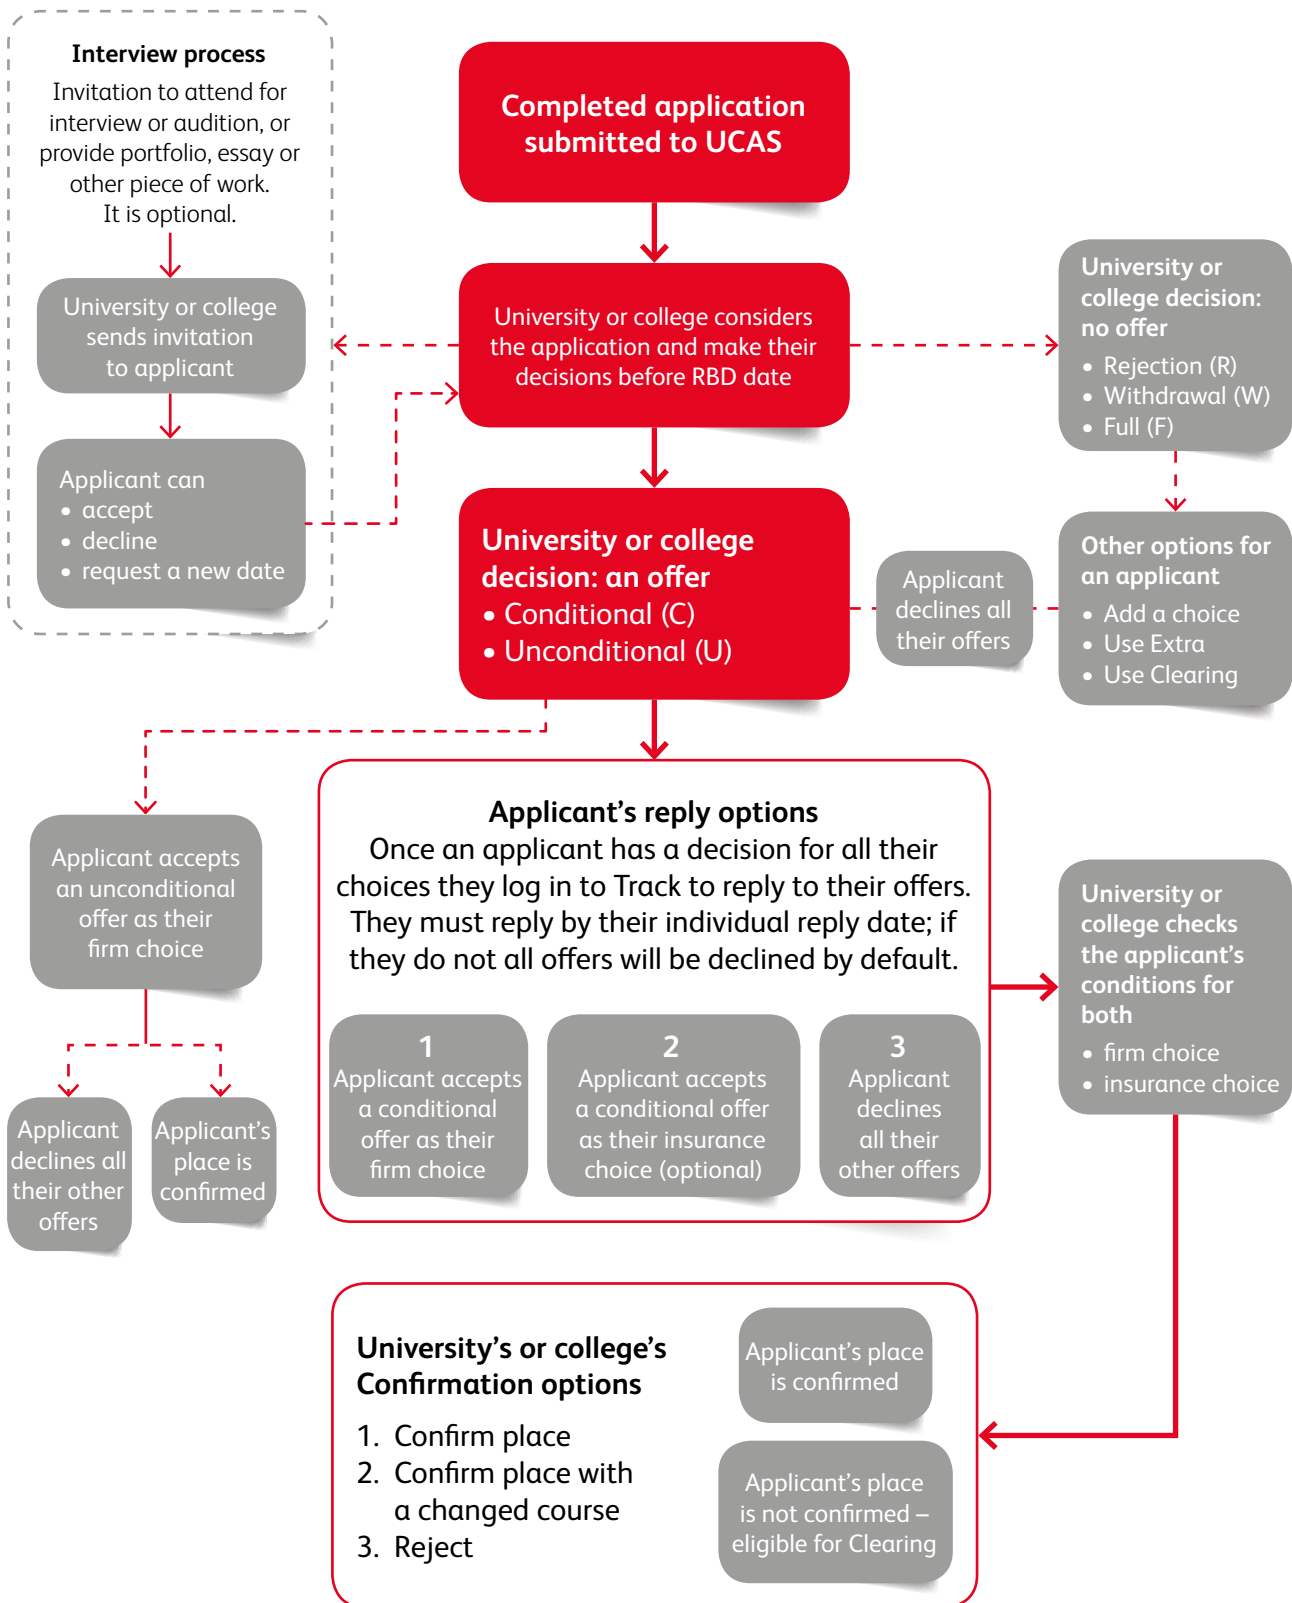 Interview process
Invitation to attend for
interview or audition, or
provide portfolio, essay or
other piece of work.
It is optional.
University or college
sends invitation
to applicant
Applicant can
• accept
• decline
• request a new date
Completed application
submitted to UCAS
University or college considers
the application and make their
decisions before RBD date
University or
college decision:
no offer
• Rejection (R)
• Withdrawal (W)
• Full (F)
University or college
decision: an offer
• Conditional (C)
• Unconditional (U)
Applicant
declines all
their offers
Other options for
an applicant
• Add a choice
• Use Extra
• Use Clearing
Applicant accepts
an unconditional
offer as their
firm choice
Applicant
declines all
their other
offers
Applicant's
place is
confirmed
Applicant's reply options
Once an applicant has a decision for all their
choices they log in to Track to reply to their offers.
They must reply by their individual reply date; if
they do not all offers will be declined by default.
1
Applicant accepts
a conditional
offer as their
firm choice
2
Applicant accepts
a conditional offer
as their insurance
choice (optional)
3
Applicant
declines
all their
other offers
University or
college checks
the applicant's
conditions for
both
• firm choice
• insurance choice
University's or college's
Confirmation options
1. Confirm place
2. Confirm place with
a changed course
3. Reject
Applicant's place
is confirmed
Applicant's place
is not confirmed –
eligible for Clearing